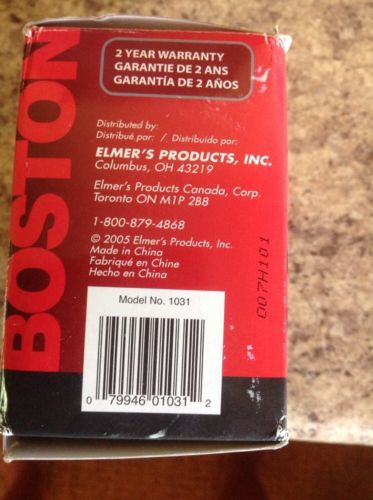 BOSTON
2 YEAR WARRANTY
GARANTIE DE 2 ANS
GARANTÍA DE 2 AÑOS
Distributed by:
Distribué par: / Distribuido por:
ELMER'S PRODUCTS, INC.
Columbus, OH 43219
Elmer's Products Canada, Corp.
Toronto ON M1P 2B8
1-800-879-4868
© 2005 Elmer's Products, Inc.
Made in China
Fabriqué en Chine
Hecho en China
007H101
Model No. 1031
0 79946 01031 2